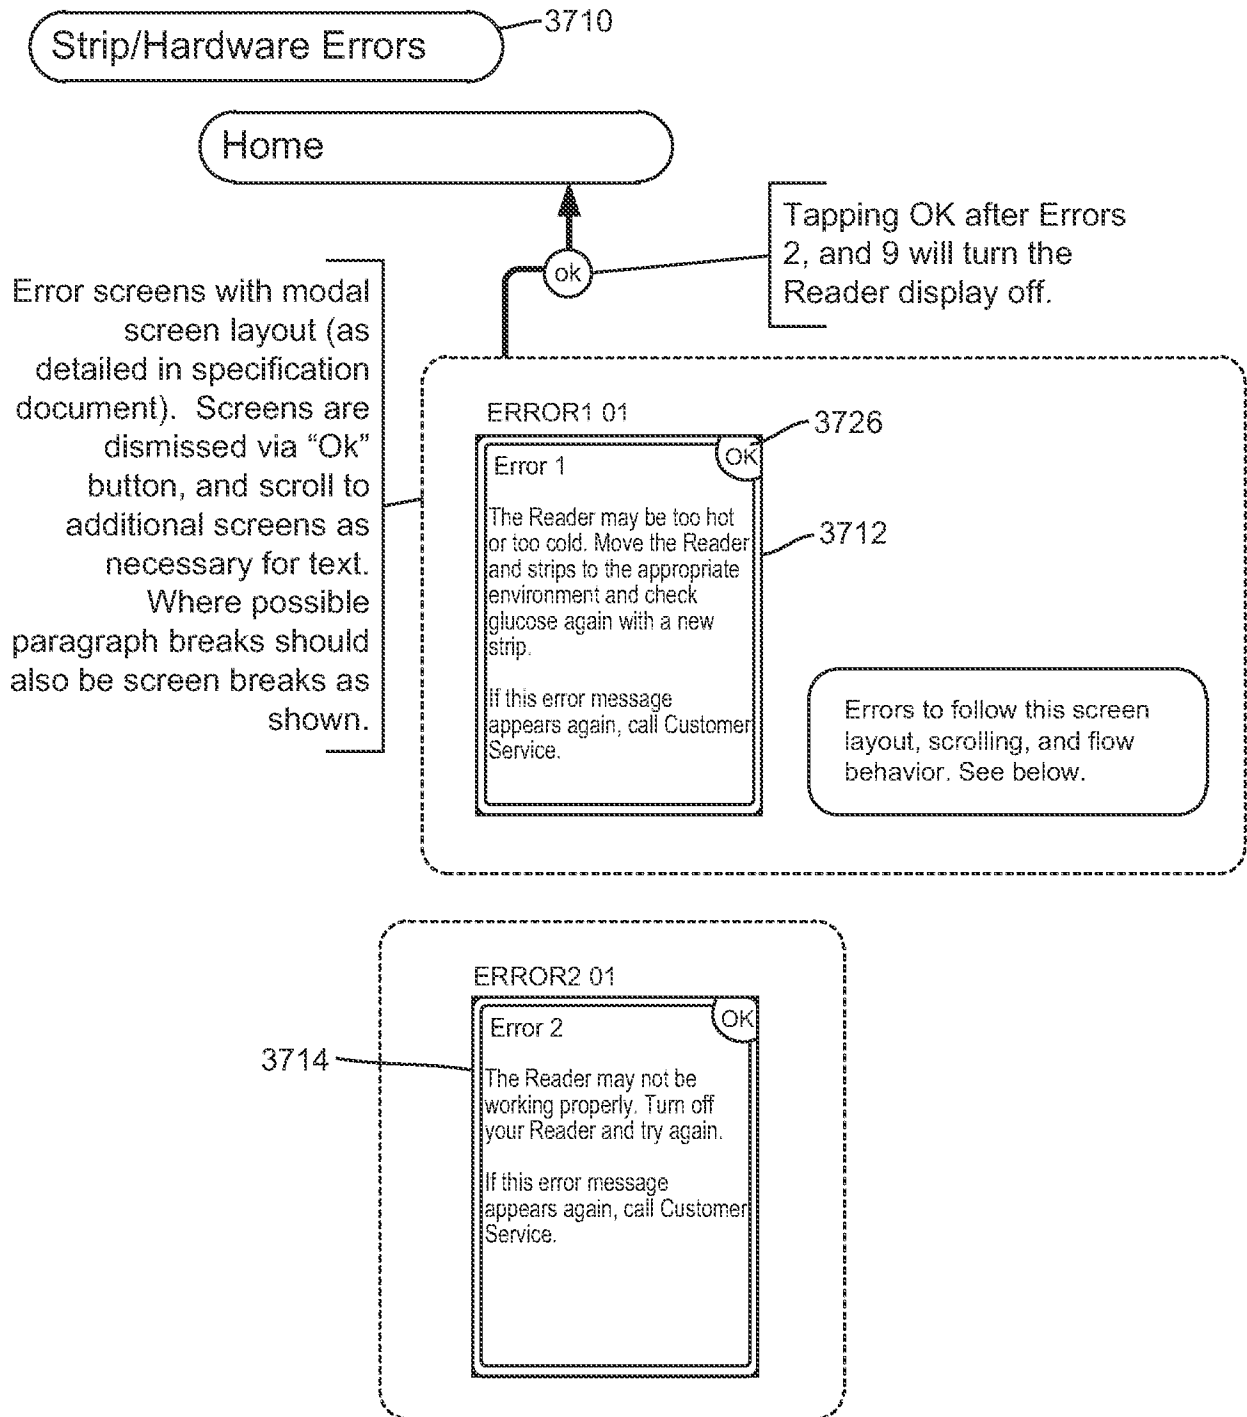 Strip/Hardware Errors
3710
Home
Tapping OK after Errors
2, and 9 will turn the
Reader display off.
ok
Error screens with modal
screen layout (as
detailed in specification
document). Screens are
dismissed via “Ok”
button, and scroll to
additional screens as
necessary for text.
Where possible
paragraph breaks should
also be screen breaks as
shown.
ERROR1 01
3726
OK
Error 1
3712
The Reader may be too hot
or too cold. Move the Reader
and strips to the appropriate
environment and check
glucose again with a new
strip.
If this error message
appears again, call Customer
Service.
Errors to follow this screen
layout, scrolling, and flow
behavior. See below.
ERROR2 01
OK
Error 2
3714
The Reader may not be
working properly. Turn off
your Reader and try again.
If this error message
appears again, call Customer
Service.